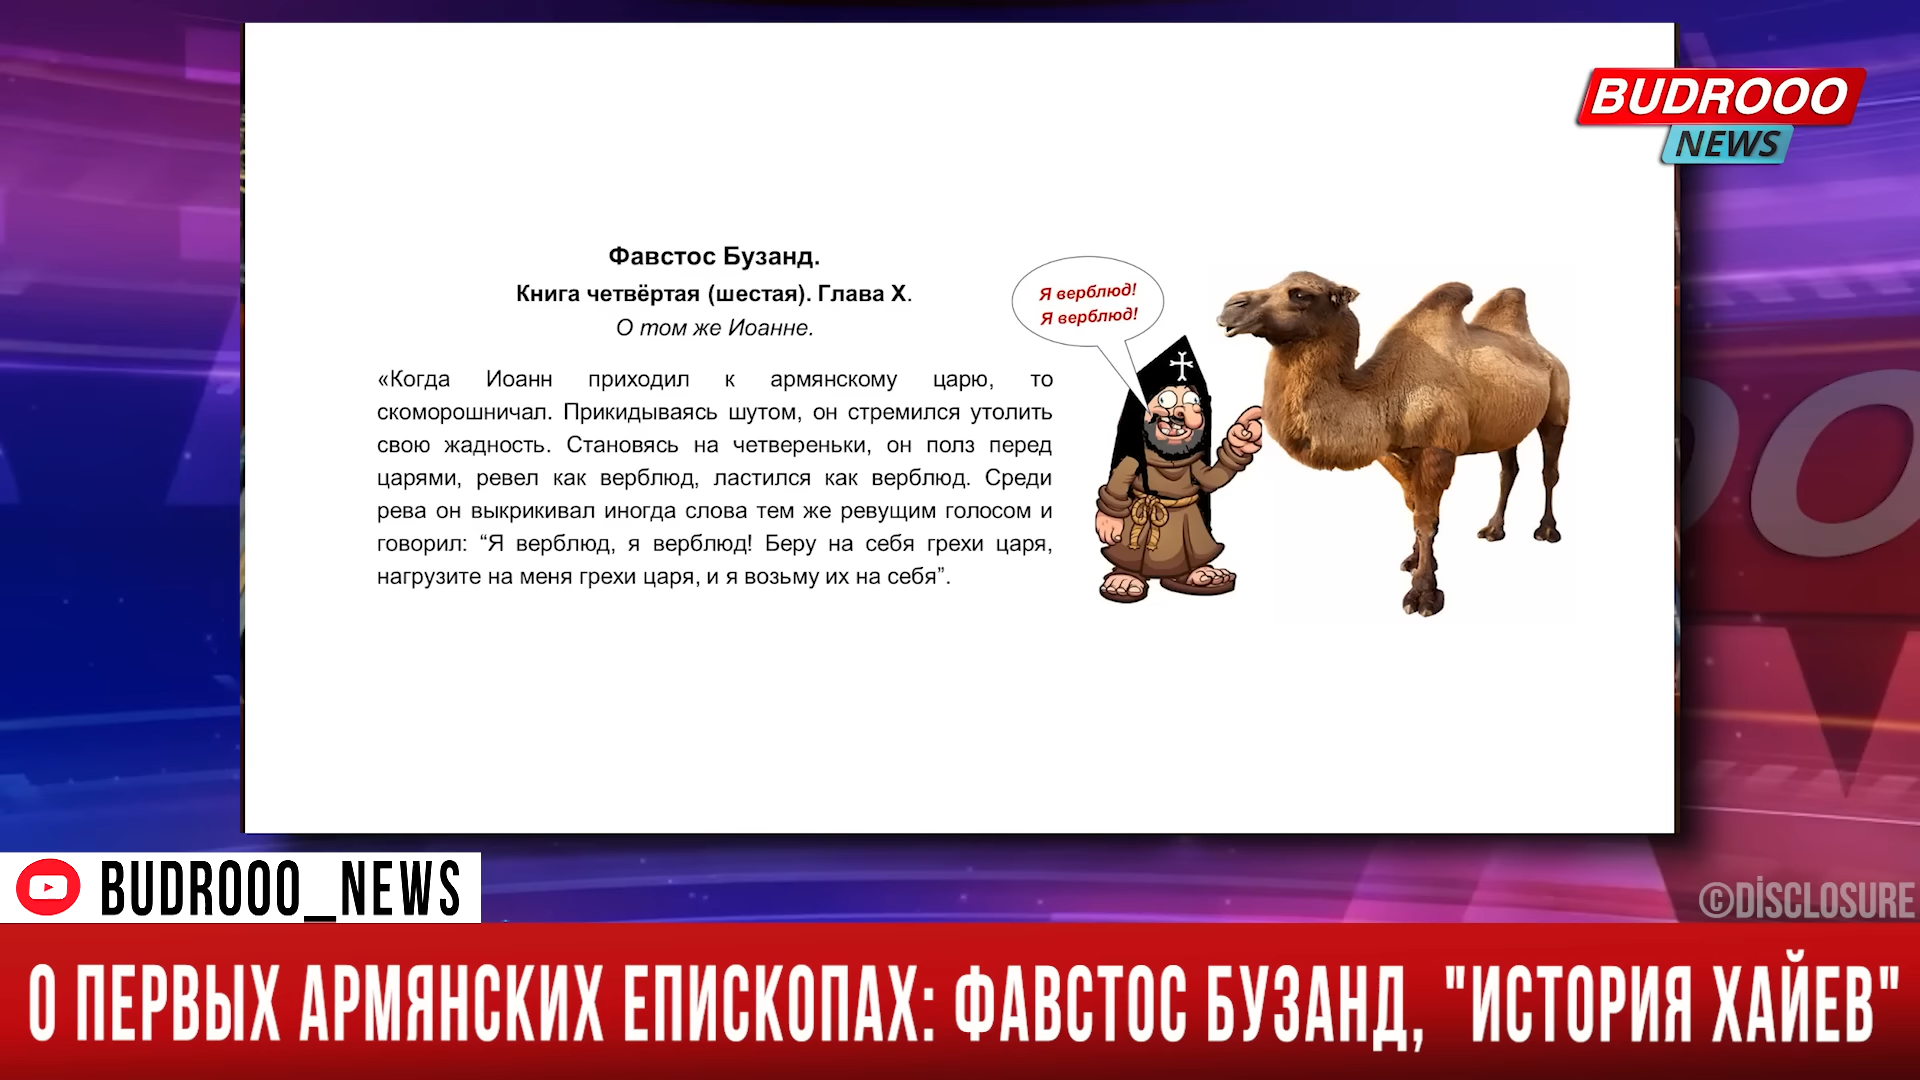 BUDROOO
NEWS
Фавстос Бузанд.
Книга четвёртая (шестая). Глава X.
О том же Иоанне.
«Когда Иоанн приходил к армянскому царю, то
скоморошничал. Прикидываясь шутом, он стремился утолить
свою жадность. Становясь на четвереньки, он полз перед
царями, ревел как верблюд, ластился как верблюд. Среди
рева он выкрикивал иногда слова тем же ревущим голосом и
говорил: “Я верблюд, я верблюд! Беру на себя грехи царя,
нагрузите на меня грехи царя, и я возьму их на себя”.
Я верблюд!
Я верблюд!
BUDROOO_NEWS
©DİSCLOSURE
О ПЕРВЫХ АРМЯНСКИХ ЕПИСКОПАХ: ФАВСТОС БУЗАНД, "ИСТОРИЯ ХАЙЕВ"